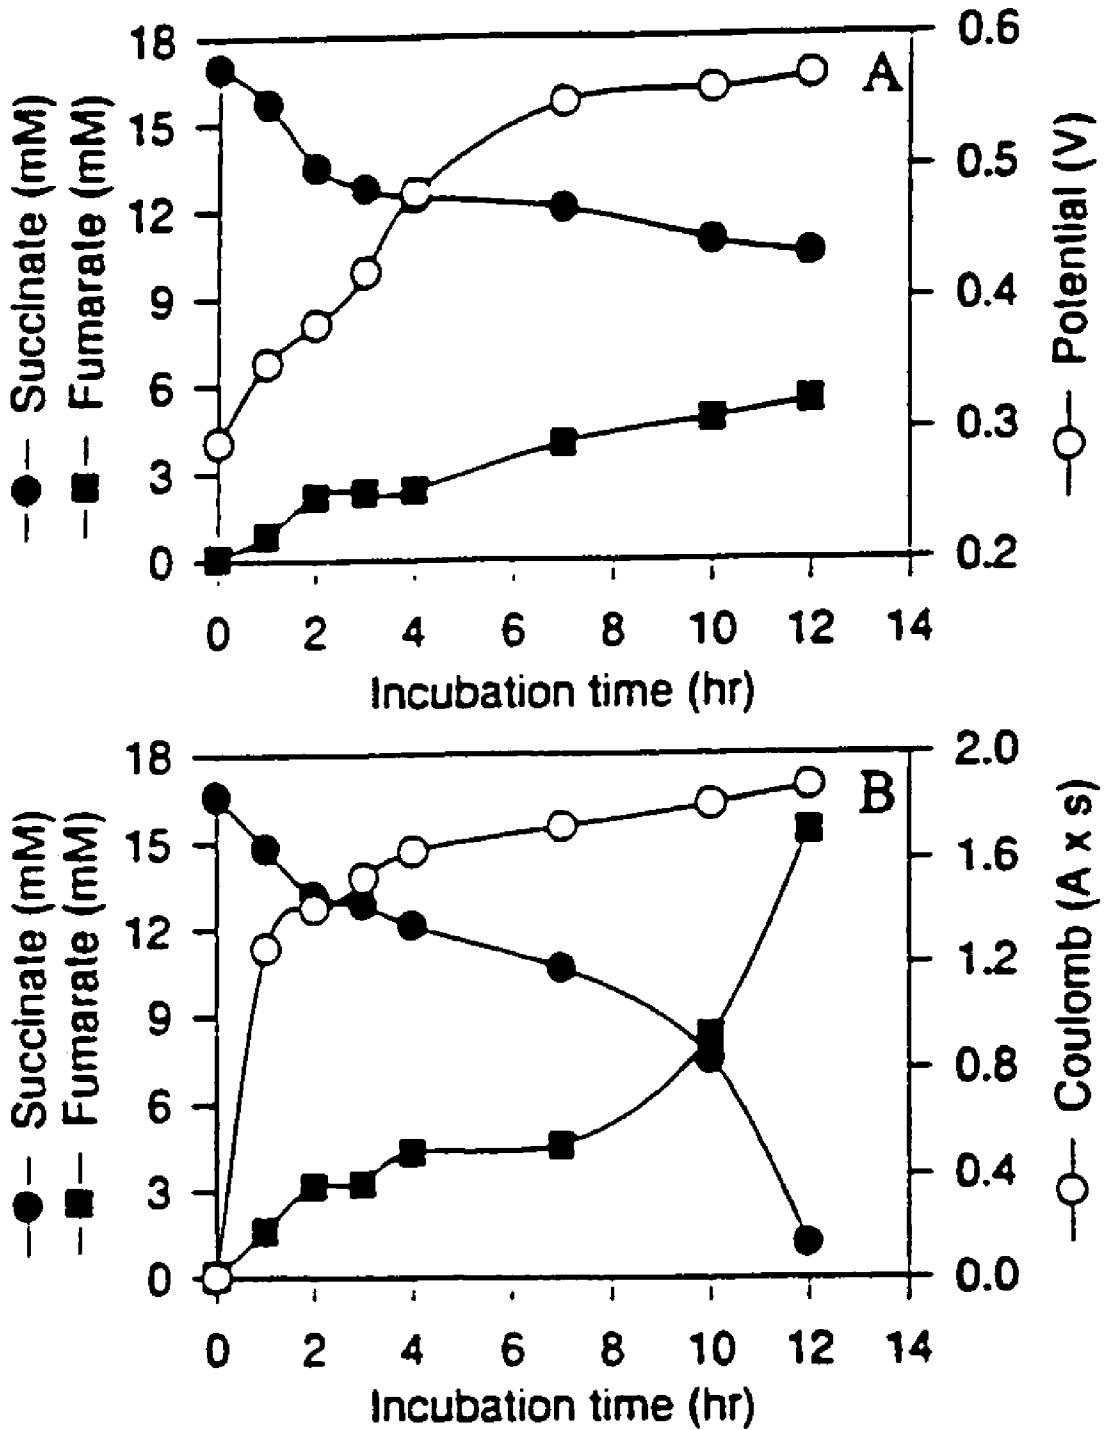 Succinate (mM)
Fumarate (mM)
18
15
12
9
6
3
0
A
0.6
0.5
0.4
0.3
0.2
Potential (V)
0 2 4 6 8 10 12 14
Incubation time (hr)
Succinate (mM)
Fumarate (mM)
18
15
12
9
6
3
0
B
2.0
1.6
1.2
0.8
0.4
0.0
Coulomb (A x s)
0 2 4 6 8 10 12 14
Incubation time (hr)